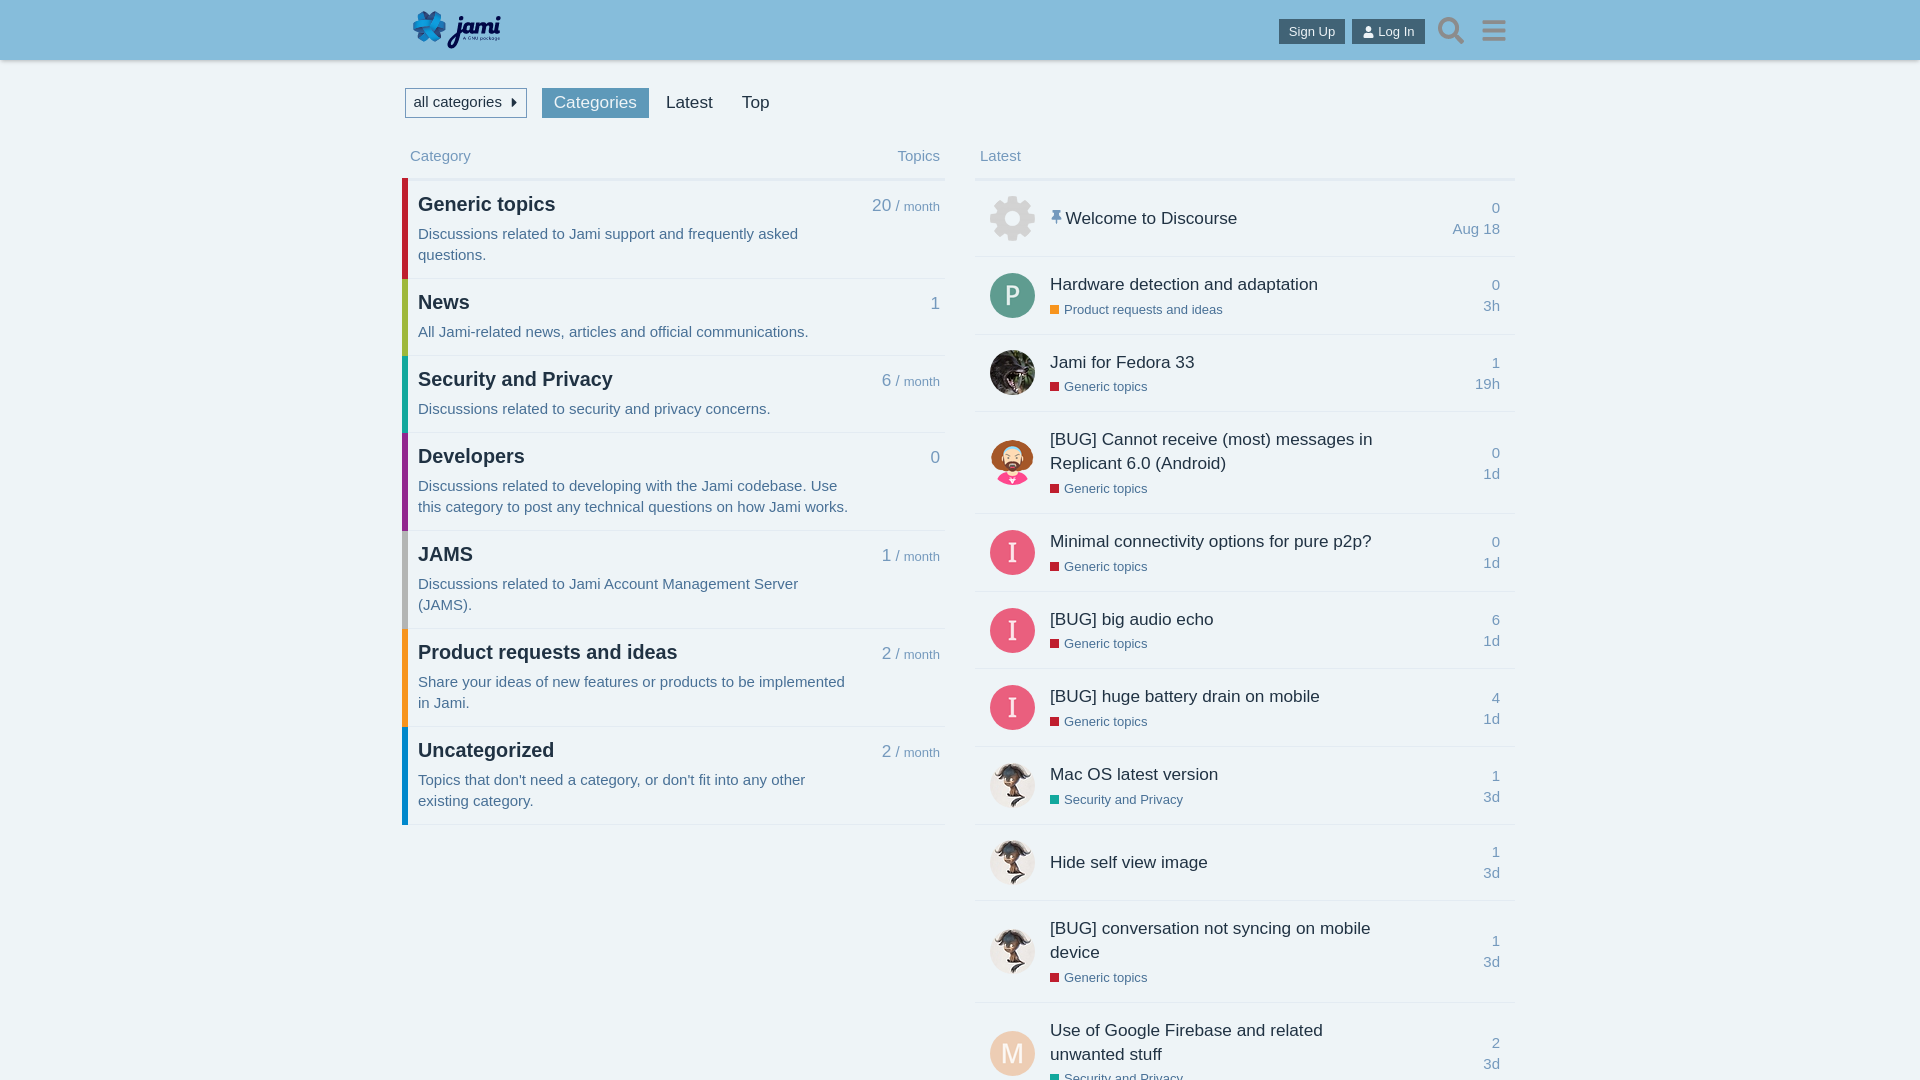 jami
A GNU package
Sign Up
Log In
all categories
Categories
Latest
Top
Category
Topics
Generic topics
20 / month
Discussions related to Jami support and frequently asked
questions.
News
1
All Jami-related news, articles and official communications.
Security and Privacy
6 / month
Discussions related to security and privacy concerns.
Developers
0
Discussions related to developing with the Jami codebase. Use
this category to post any technical questions on how Jami works.
JAMS
1 / month
Discussions related to Jami Account Management Server
(JAMS).
Product requests and ideas
2 / month
Share your ideas of new features or products to be implemented
in Jami.
Uncategorized
2 / month
Topics that don't need a category, or don't fit into any other
existing category.
Latest
Welcome to Discourse
0
Aug 18
P
Hardware detection and adaptation
Product requests and ideas
0
3h
Jami for Fedora 33
Generic topics
1
19h
[BUG] Cannot receive (most) messages in
Replicant 6.0 (Android)
Generic topics
0
1d
I
Minimal connectivity options for pure p2p?
Generic topics
0
1d
I
[BUG] big audio echo
Generic topics
6
1d
I
[BUG] huge battery drain on mobile
Generic topics
4
1d
Mac OS latest version
Security and Privacy
1
3d
Hide self view image
1
3d
[BUG] conversation not syncing on mobile
device
Generic topics
1
3d
M
Use of Google Firebase and related
unwanted stuff
Security and Privacy
2
3d